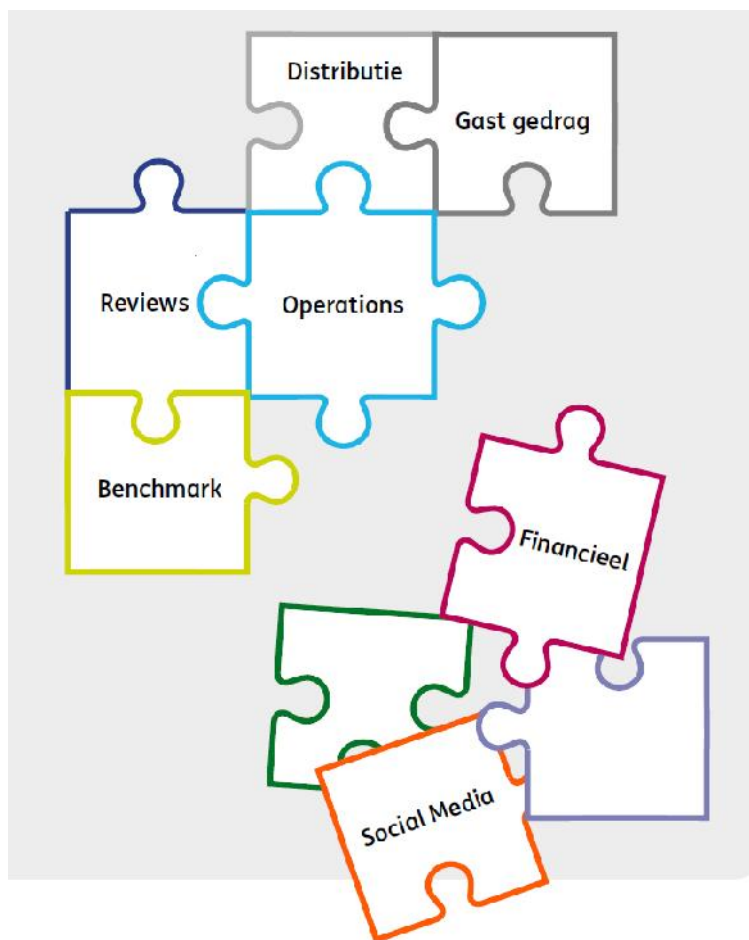 Distributie
Gast gedrag
Reviews
Operations
Benchmark
Financieel
Social Media